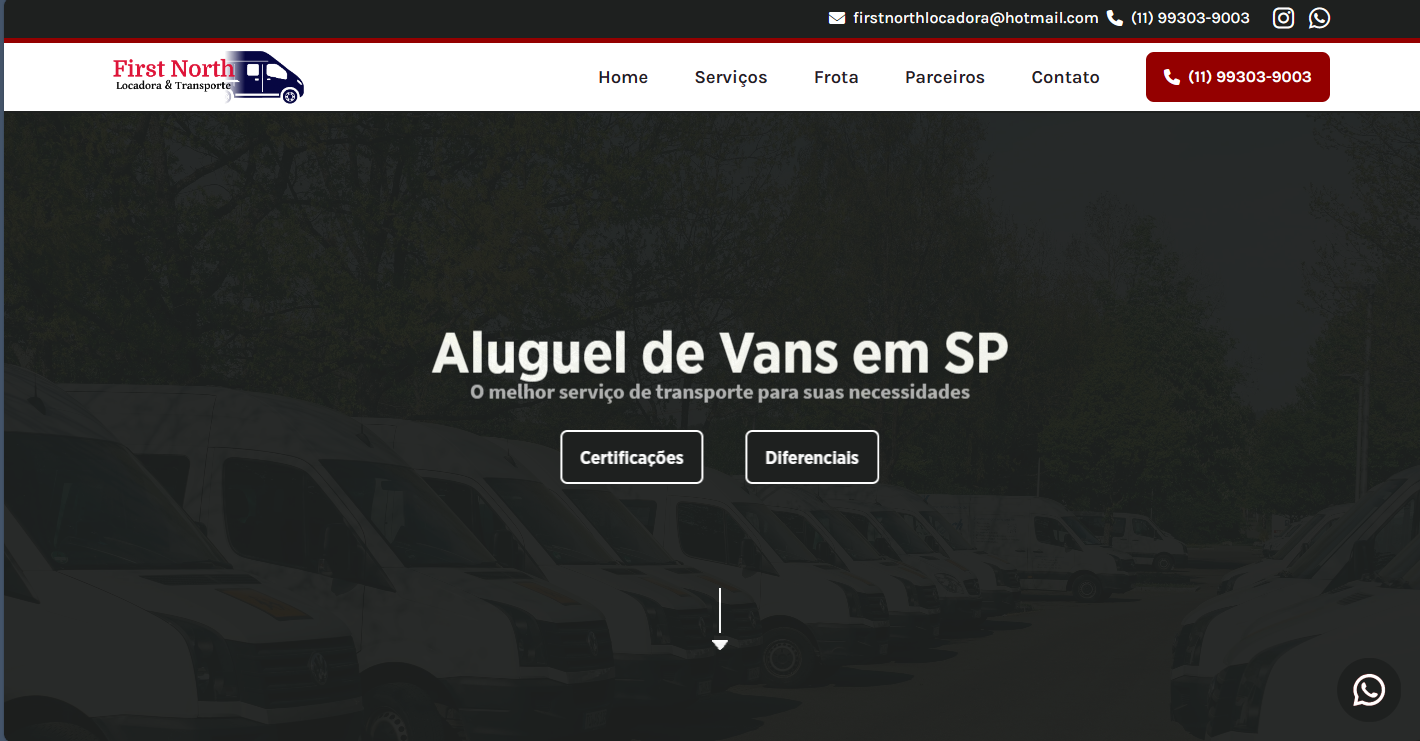 firstnorthlocadora@hotmail.com (11) 99303-9003
First North
Locadora & Transporte
Home Serviços Frota Parceiros Contato (11) 99303-9003
Aluguel de Vans em SP
O melhor serviço de transporte para suas necessidades
Certificações Diferenciais